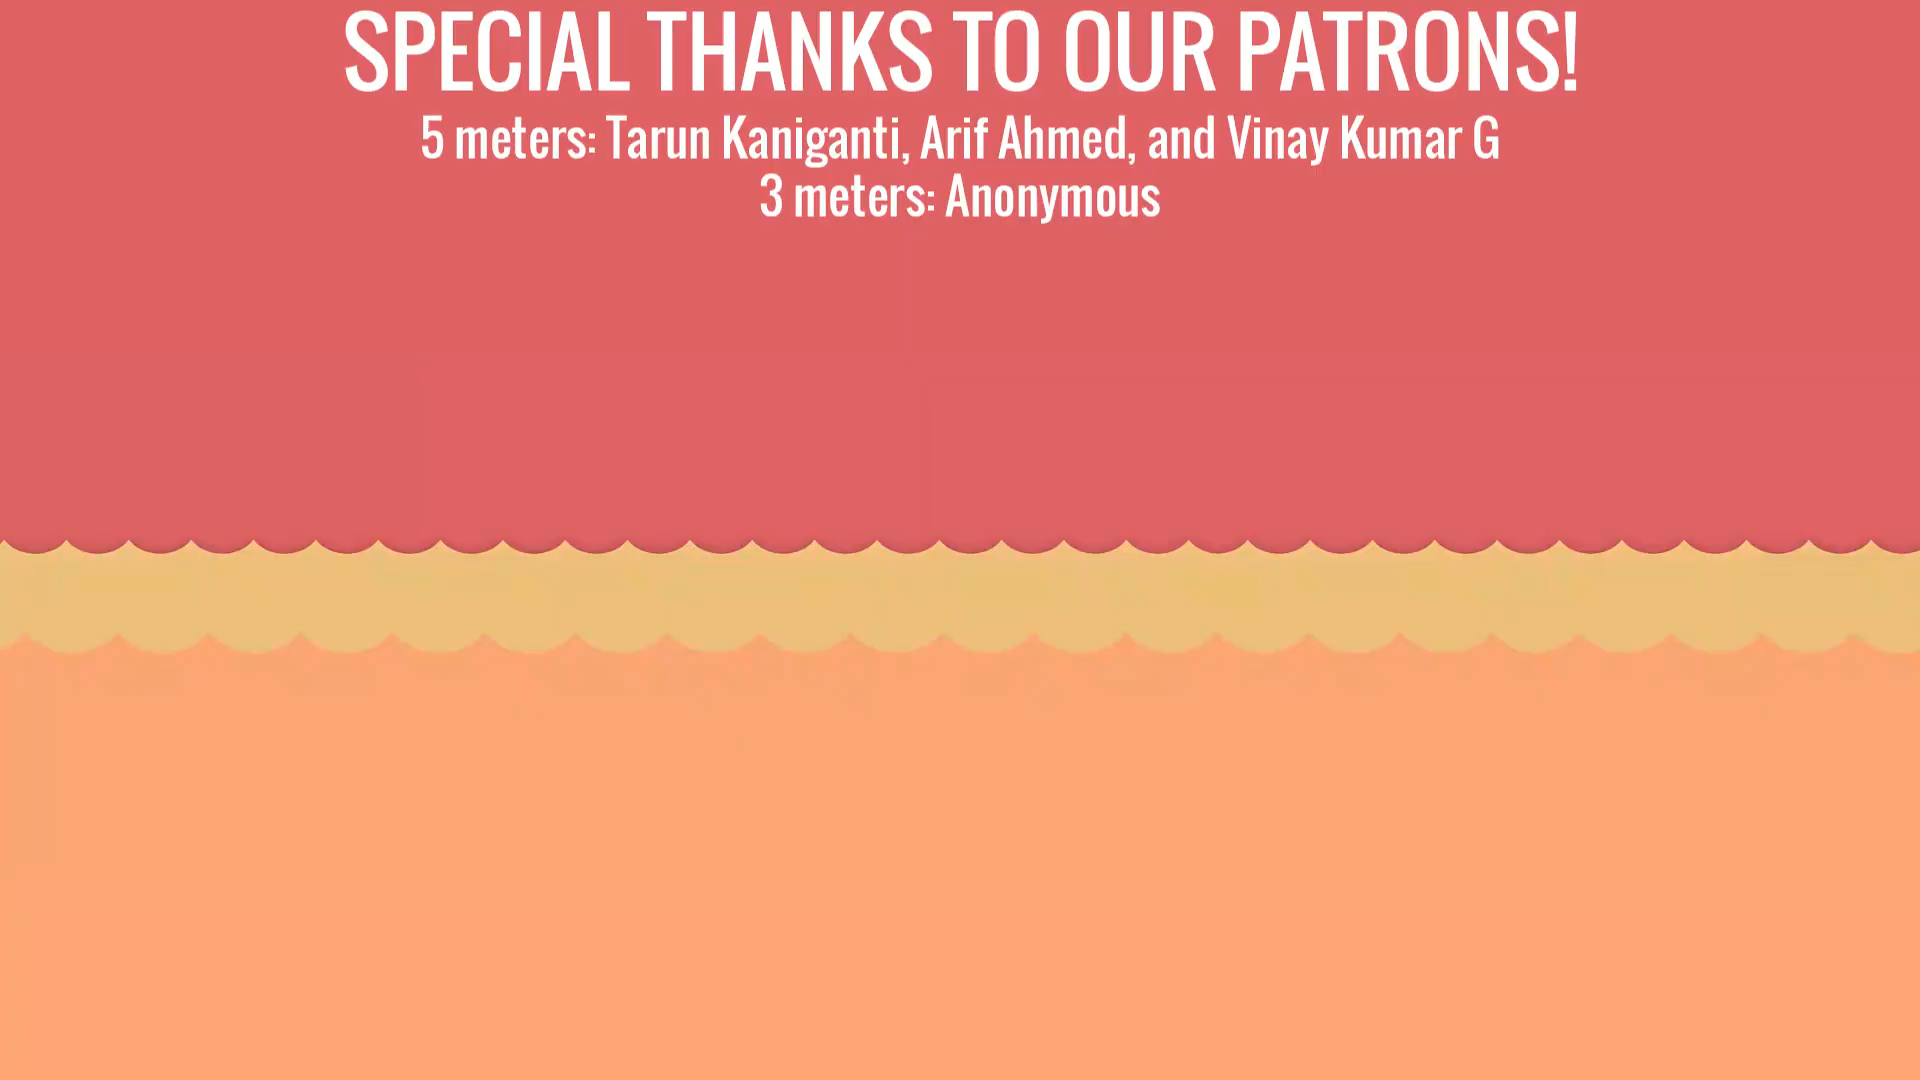 SPECIAL THANKS TO OUR PATRONS!
5 meters: Tarun Kaniganti, Arif Ahmed, and Vinay Kumar G
3 meters: Anonymous